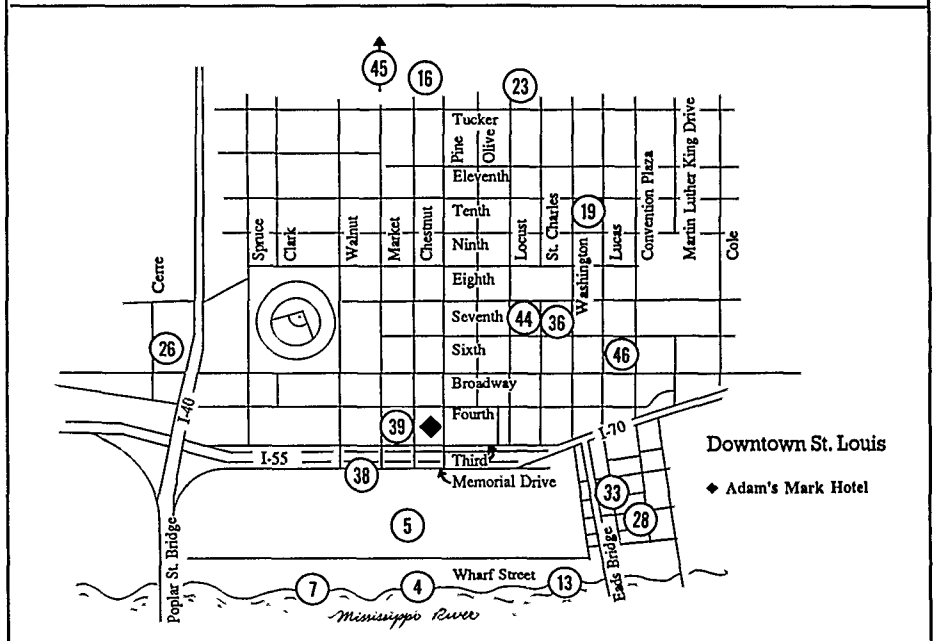 45
16
23
Tucker
Pine
Olive
Eleventh
Tenth
19
Ninth
Spruce
Clark
Walnut
Market
Chestnut
Locust
St. Charles
Washington
Lucas
Convention Plaza
Martin Luther King Drive
Cole
Eighth
Cerre
Seventh
44
36
26
Sixth
46
Broadway
I-40
39
Fourth
I-70
Downtown St. Louis
I-55
Third
38
Memorial Drive
Adam's Mark Hotel
33
5
28
Poplar St. Bridge
Eads Bridge
Wharf Street
7
4
13
Mississippi River